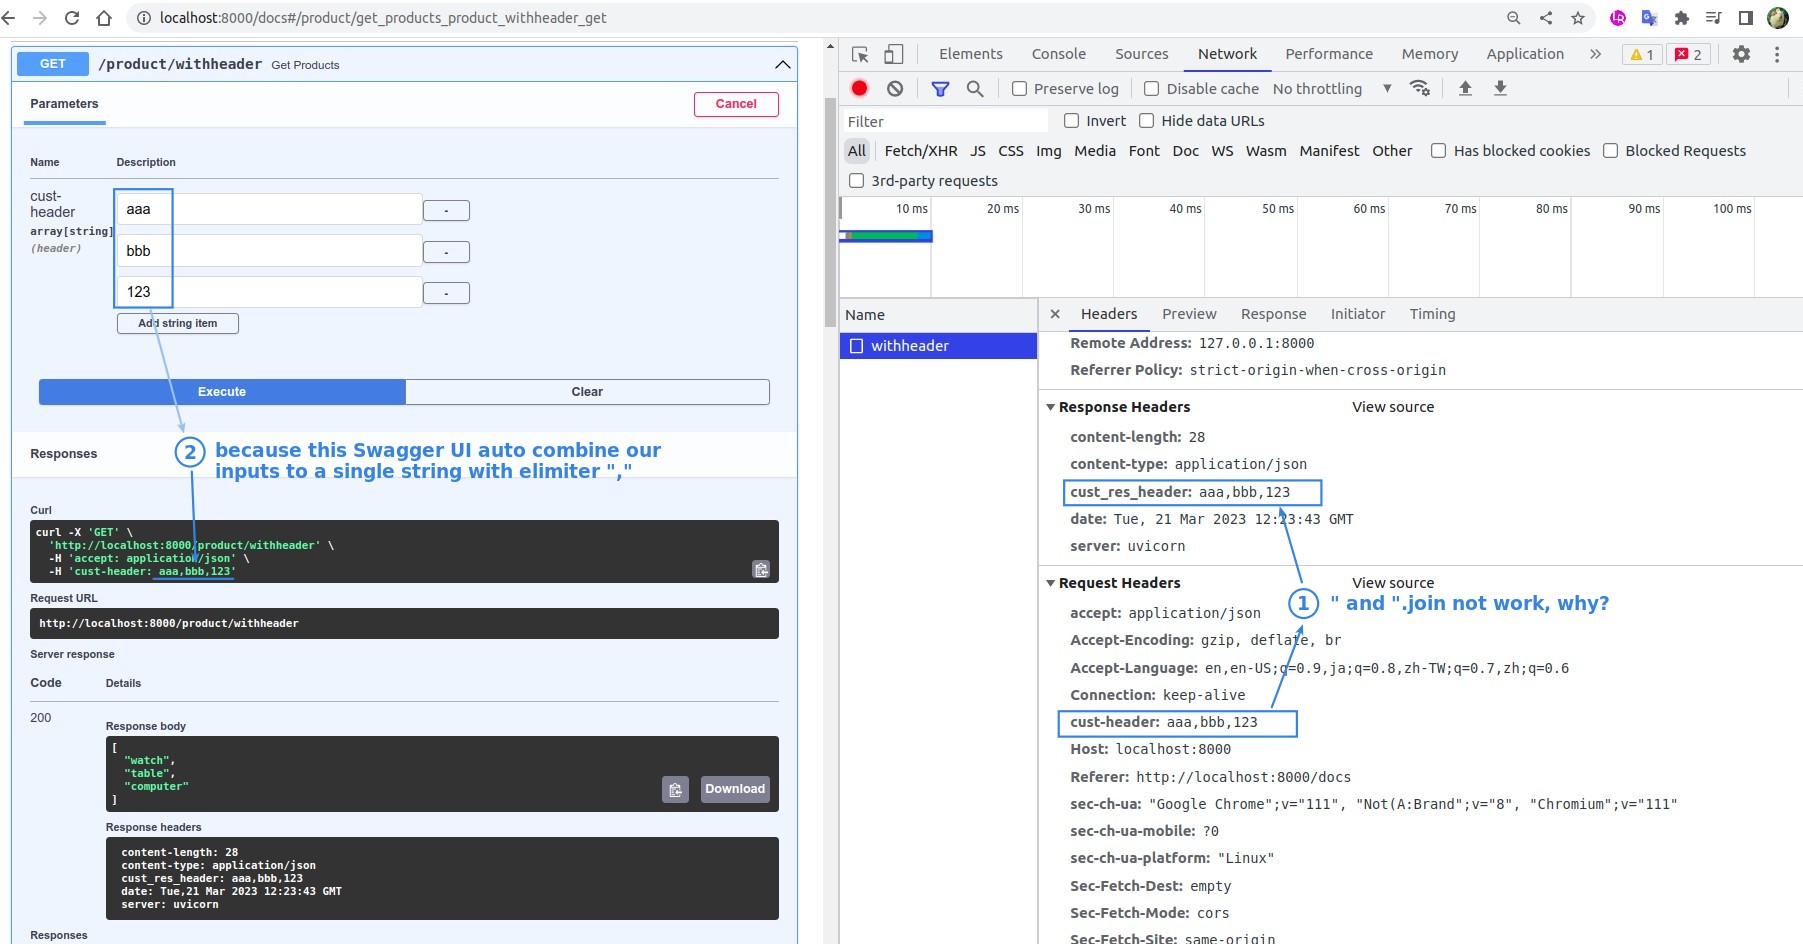 localhost:8000/docs#/product/get_products_product_withheader_get
GET /product/withheader Get Products
Parameters
Cancel
Name Description
cust-
header
array[string]
(header)
aaa
-
bbb
-
123
-
Add string item
Execute Clear
Responses
2 because this Swagger UI auto combine our
inputs to a single string with elimiter ","
Curl
curl -X 'GET' \
'http://localhost:8000/product/withheader' \
-H 'accept: application/json' \
-H 'cust-header: aaa,bbb,123'
Request URL
http://localhost:8000/product/withheader
Server response
Code Details
200
Response body
[
"watch",
"table",
"computer"
]
Download
Response headers
content-length: 28
content-type: application/json
cust_res_header: aaa,bbb,123
date: Tue,21 Mar 2023 12:23:43 GMT
server: uvicorn
Responses
Elements Console Sources Network Performance Memory Application » 1 2
Preserve log Disable cache No throttling
Filter Invert Hide data URLs
All Fetch/XHR JS CSS Img Media Font Doc WS Wasm Manifest Other Has blocked cookies Blocked Requests
3rd-party requests
10 ms 20 ms 30 ms 40 ms 50 ms 60 ms 70 ms 80 ms 90 ms 100 ms
Name
withheader
× Headers Preview Response Initiator Timing
Remote Address: 127.0.0.1:8000
Referrer Policy: strict-origin-when-cross-origin
Response Headers View source
content-length: 28
content-type: application/json
cust_res_header: aaa,bbb,123
date: Tue, 21 Mar 2023 12:23:43 GMT
server: uvicorn
Request Headers View source
1 " and ".join not work, why?
accept: application/json
Accept-Encoding: gzip, deflate, br
Accept-Language: en,en-US;q=0.9,ja;q=0.8,zh-TW;q=0.7,zh;q=0.6
Connection: keep-alive
cust-header: aaa,bbb,123
Host: localhost:8000
Referer: http://localhost:8000/docs
sec-ch-ua: "Google Chrome";v="111", "Not(A:Brand";v="8", "Chromium";v="111"
sec-ch-ua-mobile: ?0
sec-ch-ua-platform: "Linux"
Sec-Fetch-Dest: empty
Sec-Fetch-Mode: cors
Sec-Fetch-Site: same-origin